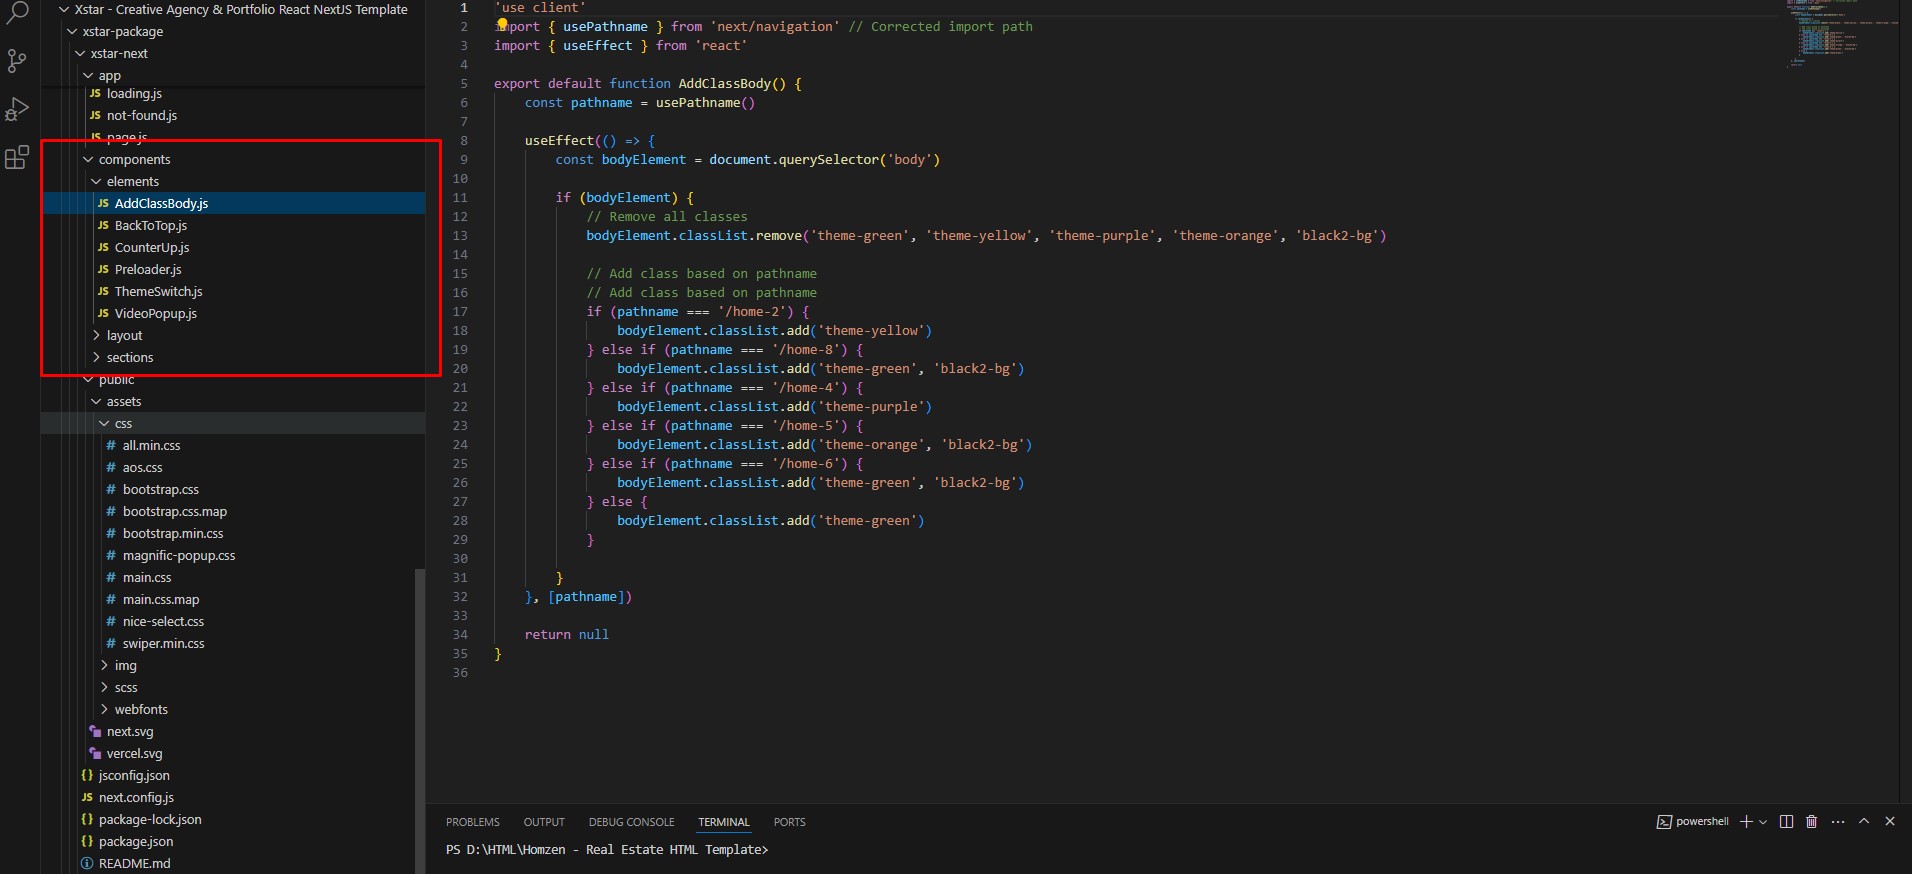 Xstar - Creative Agency & Portfolio React NextJS Template
xstar-package
xstar-next
app
JS loading.js
JS not-found.js
JS page.js
components
elements
JS AddClassBody.js
JS BackToTop.js
JS CounterUp.js
JS Preloader.js
JS ThemeSwitch.js
JS VideoPopup.js
layout
sections
public
assets
css
# all.min.css
# aos.css
# bootstrap.css
# bootstrap.css.map
# bootstrap.min.css
# magnific-popup.css
# main.css
# main.css.map
# nice-select.css
# swiper.min.css
img
scss
webfonts
next.svg
vercel.svg
{} jsconfig.json
JS next.config.js
{} package-lock.json
{} package.json
README.md
1 'use client'
2 import { usePathname } from 'next/navigation' // Corrected import path
3 import { useEffect } from 'react'
4
5 export default function AddClassBody() {
6 const pathname = usePathname()
7
8 useEffect(() => {
9 const bodyElement = document.querySelector('body')
10
11 if (bodyElement) {
12 // Remove all classes
13 bodyElement.classList.remove('theme-green', 'theme-yellow', 'theme-purple', 'theme-orange', 'black2-bg')
14
15 // Add class based on pathname
16 // Add class based on pathname
17 if (pathname === '/home-2') {
18 bodyElement.classList.add('theme-yellow')
19 } else if (pathname === '/home-8') {
20 bodyElement.classList.add('theme-green', 'black2-bg')
21 } else if (pathname === '/home-4') {
22 bodyElement.classList.add('theme-purple')
23 } else if (pathname === '/home-5') {
24 bodyElement.classList.add('theme-orange', 'black2-bg')
25 } else if (pathname === '/home-6') {
26 bodyElement.classList.add('theme-green', 'black2-bg')
27 } else {
28 bodyElement.classList.add('theme-green')
29 }
30
31 }
32 }, [pathname])
33
34 return null
35 }
36
PROBLEMS OUTPUT DEBUG CONSOLE TERMINAL PORTS powershell
PS D:\HTML\Homzen - Real Estate HTML Template>